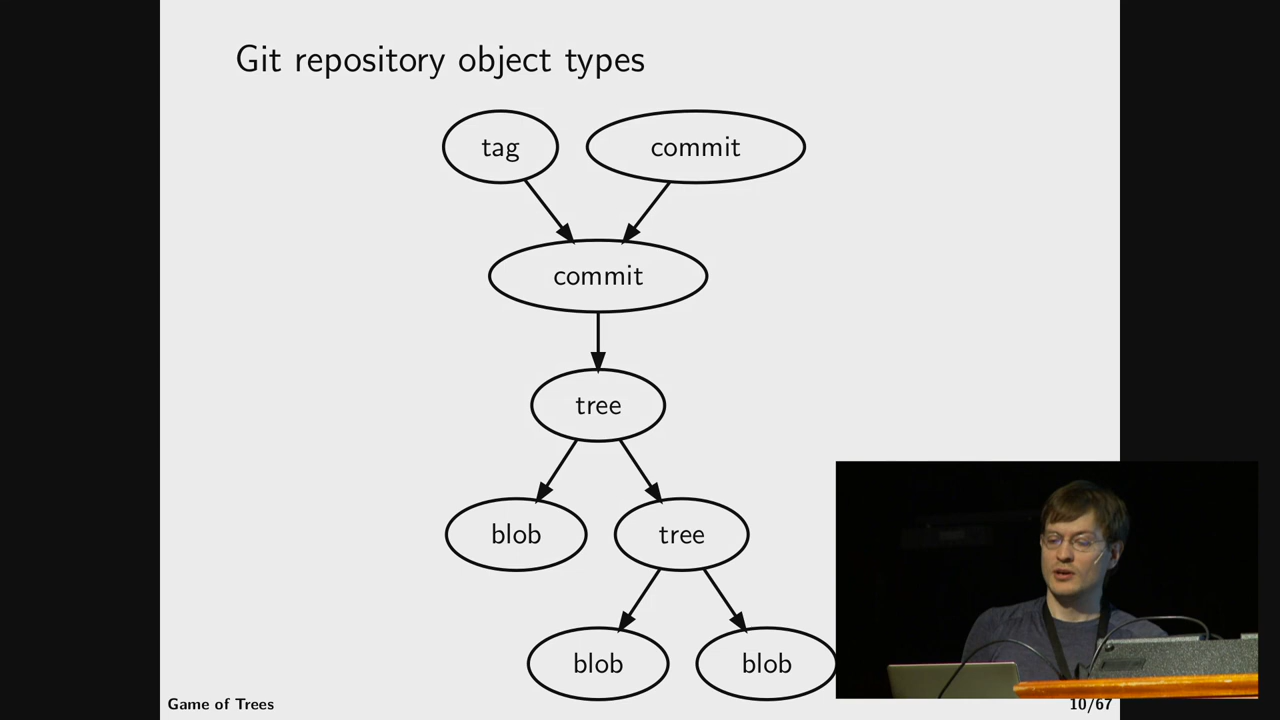 Git repository object types
tag
commit
commit
tree
blob
tree
blob
blob
Game of Trees
10/67